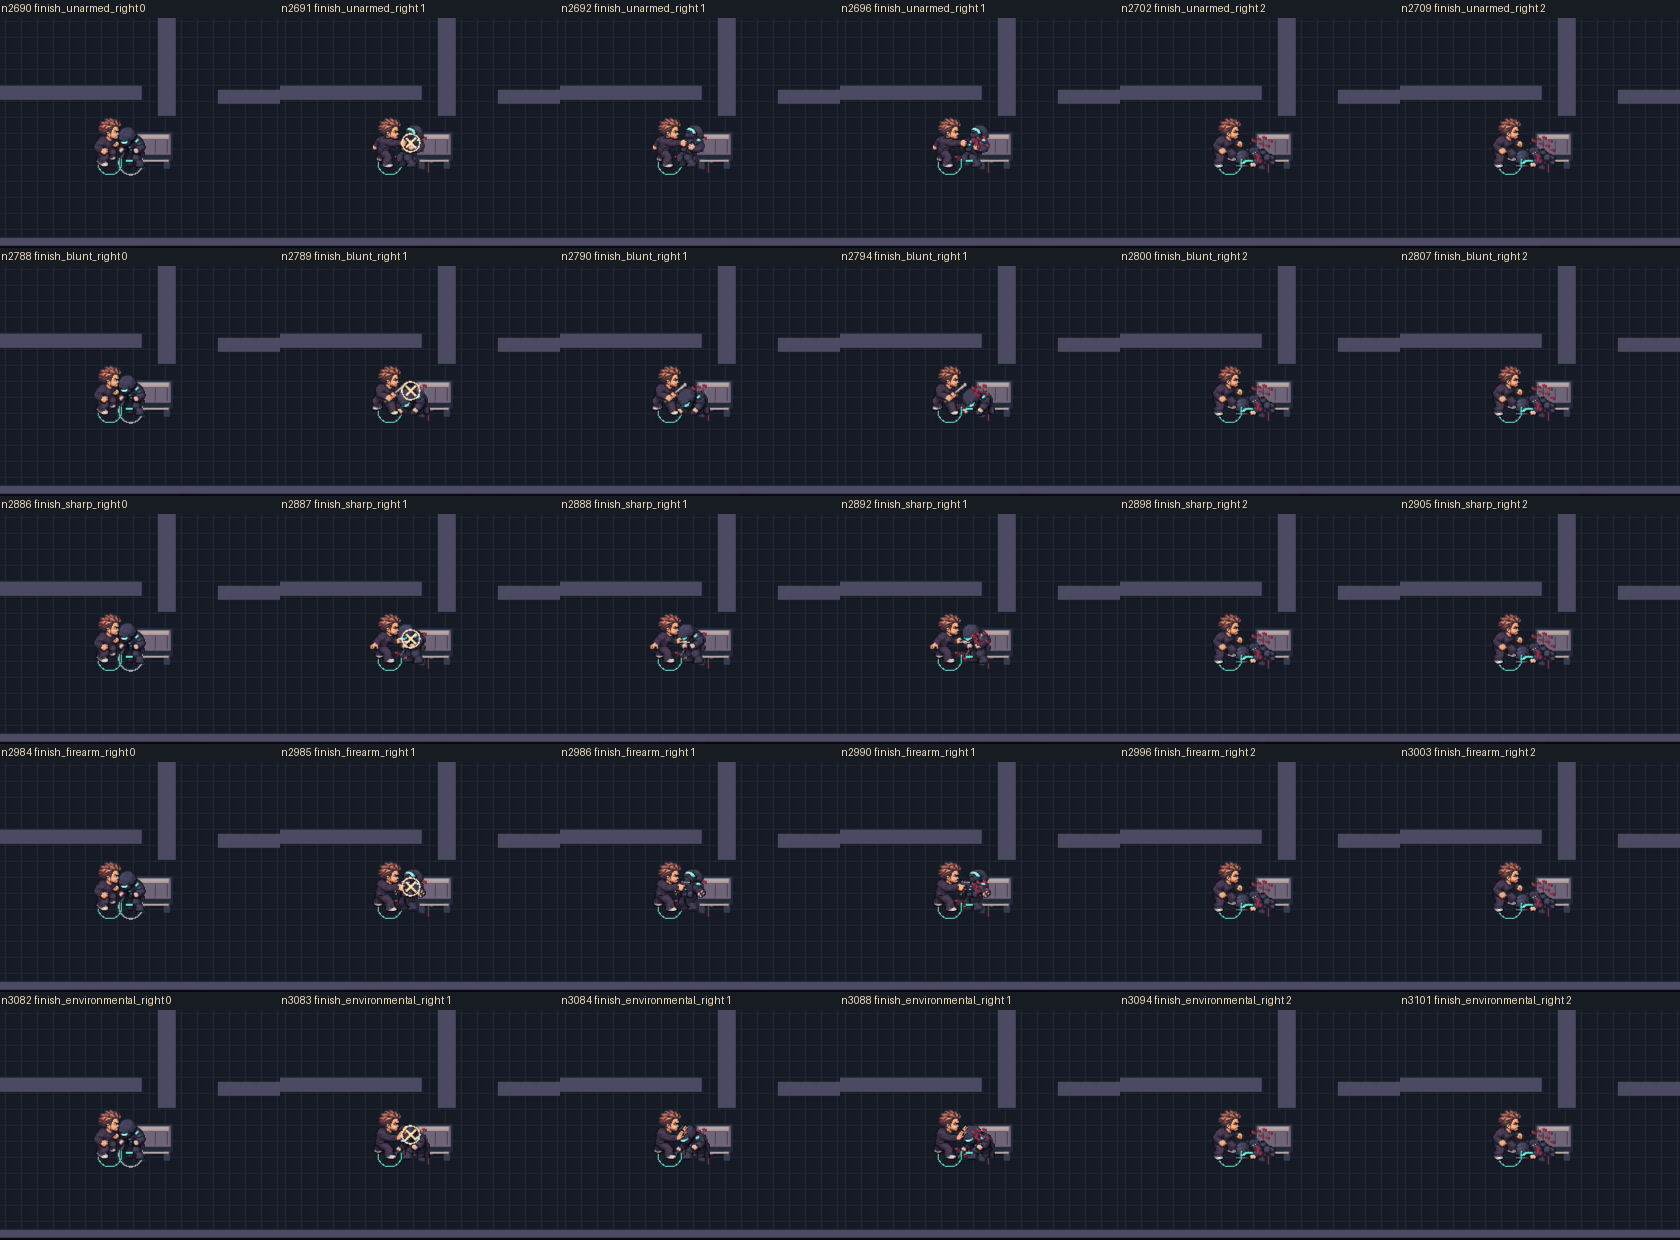 n2690 finish_unarmed_right 0
n2691 finish_unarmed_right 1
n2692 finish_unarmed_right 1
n2696 finish_unarmed_right 1
n2702 finish_unarmed_right 2
n2709 finish_unarmed_right 2
n2788 finish_blunt_right 0
n2789 finish_blunt_right 1
n2790 finish_blunt_right 1
n2794 finish_blunt_right 1
n2800 finish_blunt_right 2
n2807 finish_blunt_right 2
n2886 finish_sharp_right 0
n2887 finish_sharp_right 1
n2888 finish_sharp_right 1
n2892 finish_sharp_right 1
n2898 finish_sharp_right 2
n2905 finish_sharp_right 2
n2984 finish_firearm_right 0
n2985 finish_firearm_right 1
n2986 finish_firearm_right 1
n2990 finish_firearm_right 1
n2996 finish_firearm_right 2
n3003 finish_firearm_right 2
n3082 finish_environmental_right 0
n3083 finish_environmental_right 1
n3084 finish_environmental_right 1
n3088 finish_environmental_right 1
n3094 finish_environmental_right 2
n3101 finish_environmental_right 2